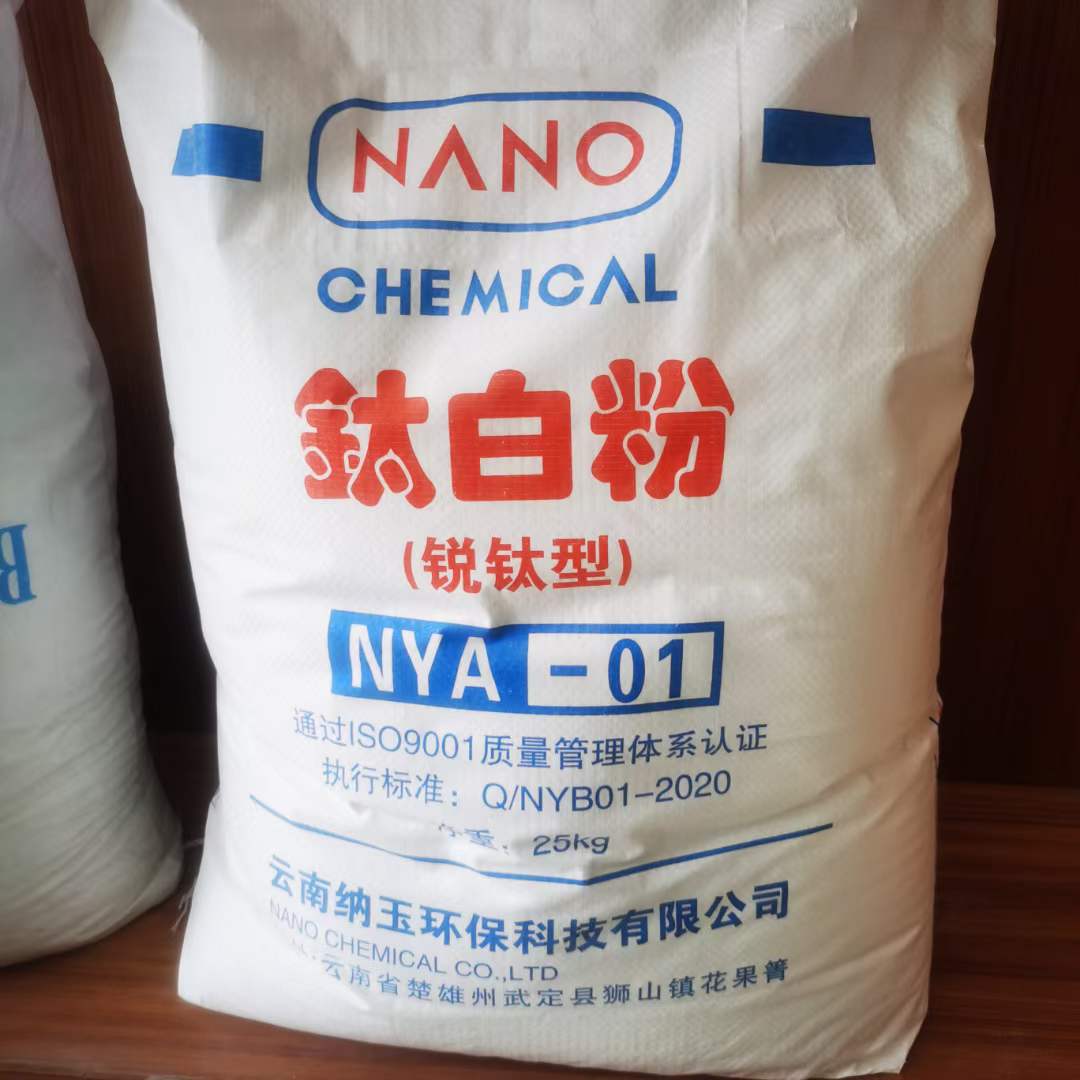 NANO
CHEMICAL
鈦白粉
(锐钛型)
NYA -01
通过ISO9001质量管理体系认证
执行标准：Q/NYB01-2020
重：25kg
云南纳玉环保科技有限公司
NANO CHEMICAL CO.,LTD
云南省楚雄州武定县狮山镇花果箐
B